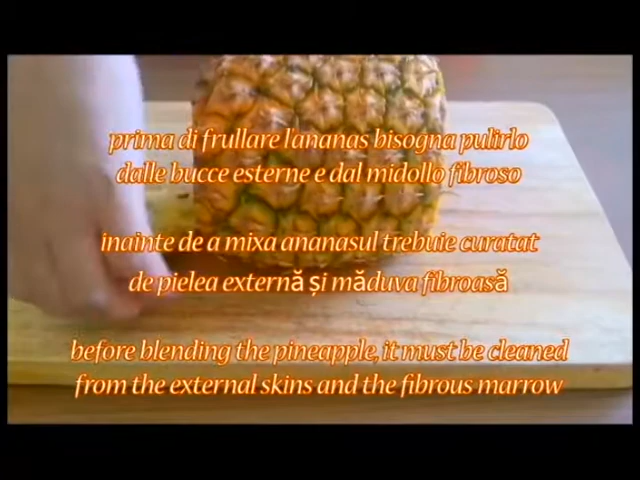 prima di frullare l'ananas bisogna pulirlo
dalle bucce esterne e dal midollo fibroso
inainte de a mixa ananasul trebuie curatat
de pielea externă și măduva fibroasă
before blending the pineapple, it must be cleaned
from the external skins and the fibrous marrow